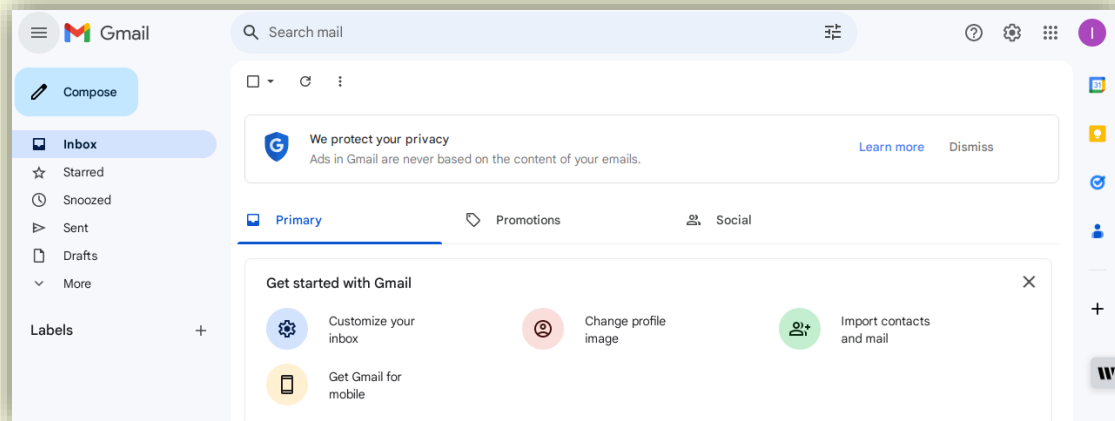 Gmail
Search mail
I
Compose
Inbox
Starred
Snoozed
Sent
Drafts
More
Labels
We protect your privacy
Ads in Gmail are never based on the content of your emails.
Learn more
Dismiss
Primary
Promotions
Social
Get started with Gmail
Customize your
inbox
Change profile
image
Import contacts
and mail
Get Gmail for
mobile
31